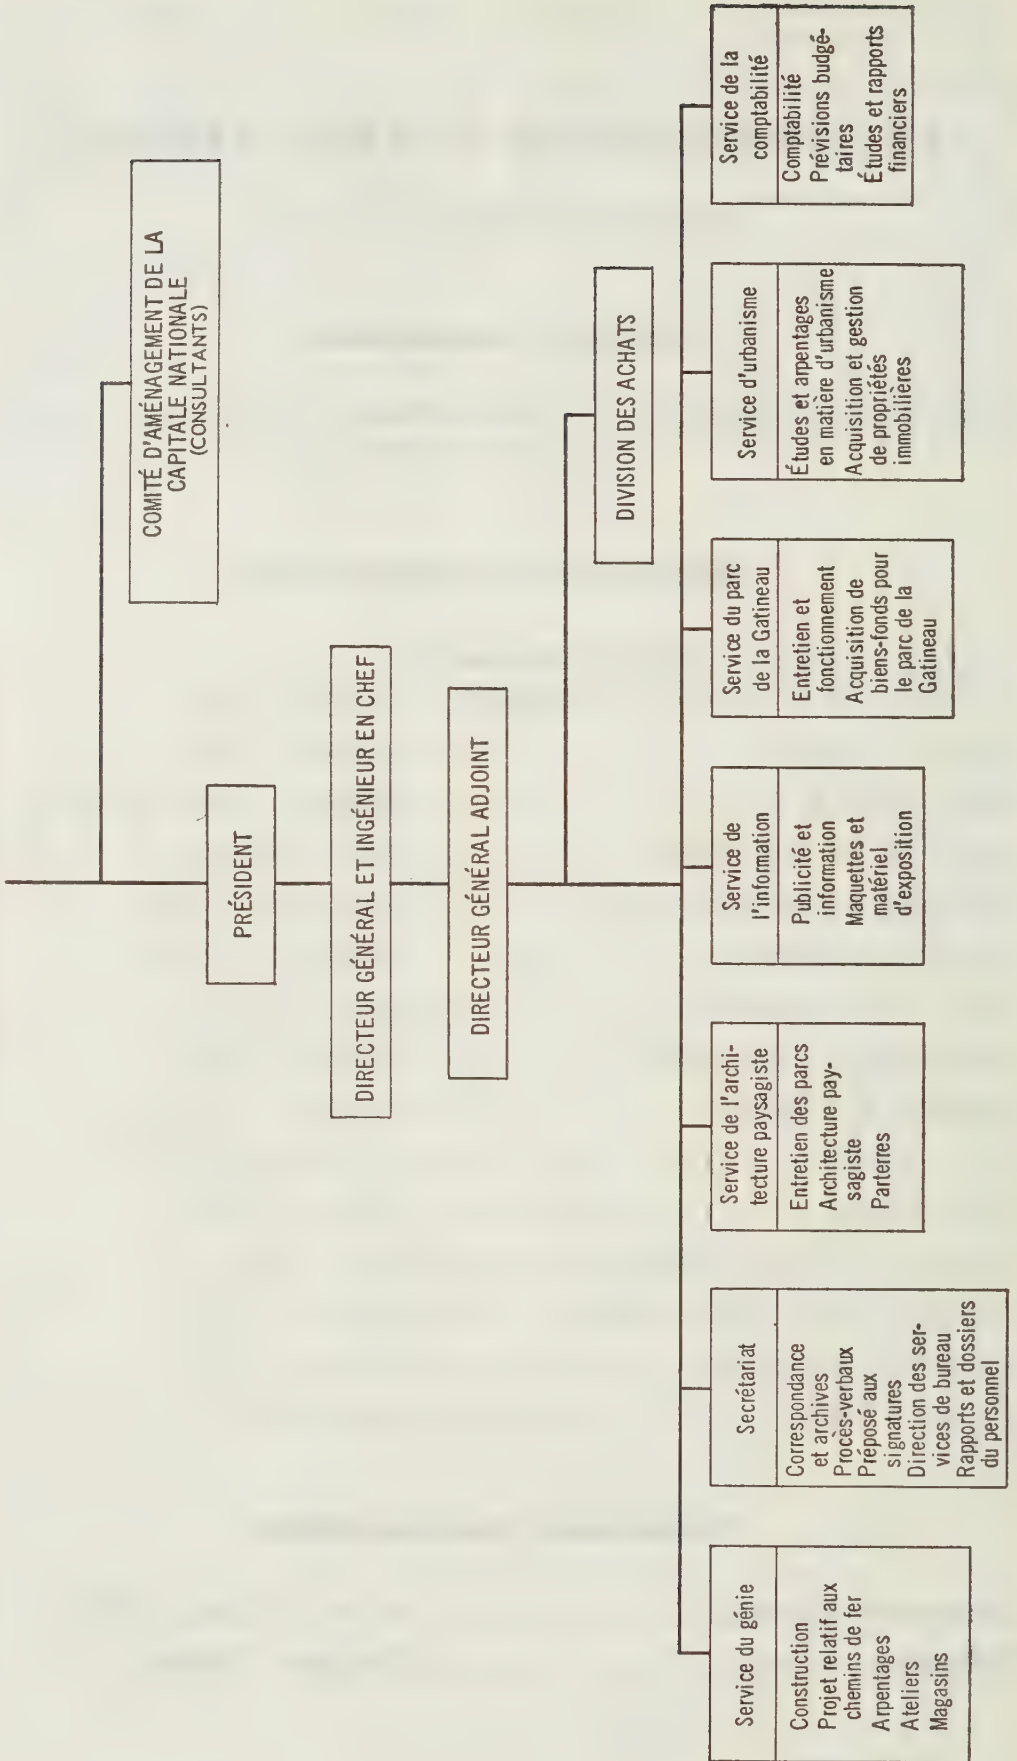 COMITÉ D'AMÉNAGEMENT DE LA
CAPITALE NATIONALE
(CONSULTANTS)
PRÉSIDENT
DIRECTEUR GÉNÉRAL ET INGÉNIEUR EN CHEF
DIRECTEUR GÉNÉRAL ADJOINT
DIVISION DES ACHATS
Service du génie
Construction
Projet relatif aux
chemins de fer
Arpentages
Ateliers
Magasins
Secrétariat
Correspondance
et archives
Procès-verbaux
Préposé aux
signatures
Direction des ser-
vices de bureau
Rapports et dossiers
du personnel
Service de l'archi-
tecture paysagiste
Entretien des parcs
Architecture pay-
sagiste
Parterres
Service de
l'information
Publicité et
information
Maquettes et
matériel
d'exposition
Service du parc
de la Gatineau
Entretien et
fonctionnement
Acquisition de
biens-fonds pour
le parc de la
Gatineau
Service d'urbanisme
Études et arpentages
en matière d'urbanisme
Acquisition et gestion
de propriétés
immobilières
Service de la
comptabilité
Comptabilité
Prévisions budgé-
taires
Études et rapports
financiers